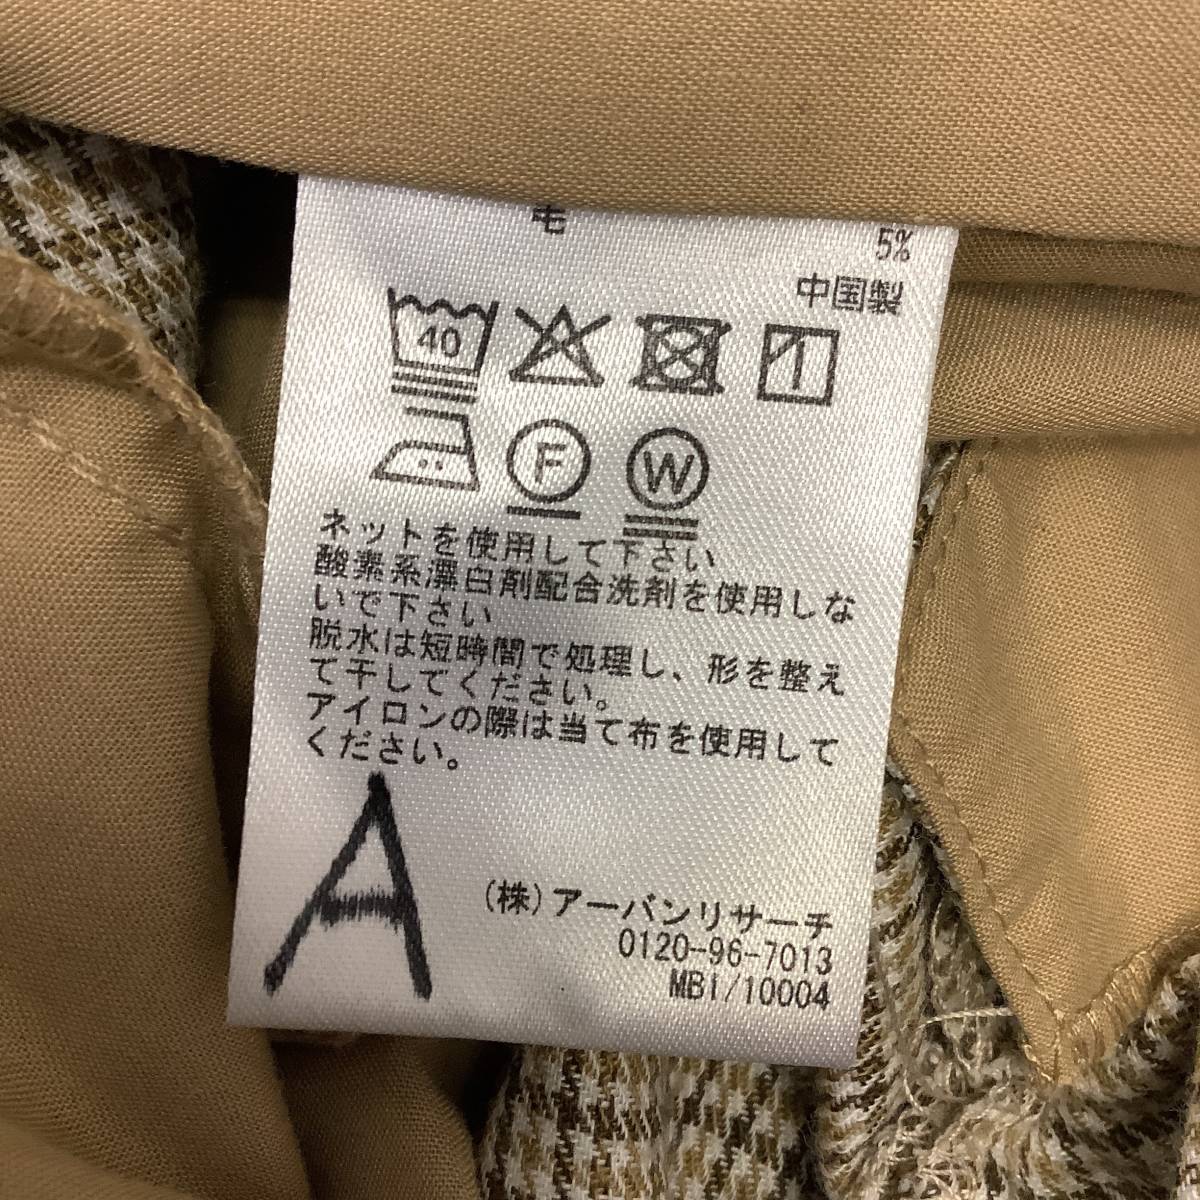 毛
5%
中国製
40
F W
ネットを使用して下さい
酸素系漂白剤配合洗剤を使用しな
いで下さい
脱水は短時間で処理し、形を整え
て干してください。
アイロンの際は当て布を使用して
ください。
A
(株)アーバンリサーチ
0120-96-7013
MBI/10004